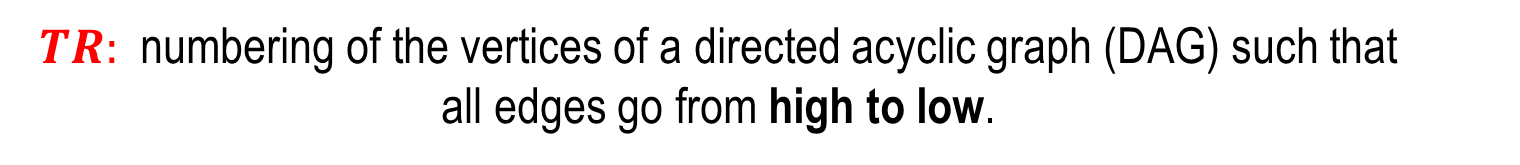 TR: numbering of the vertices of a directed acyclic graph (DAG) such that
all edges go from high to low.